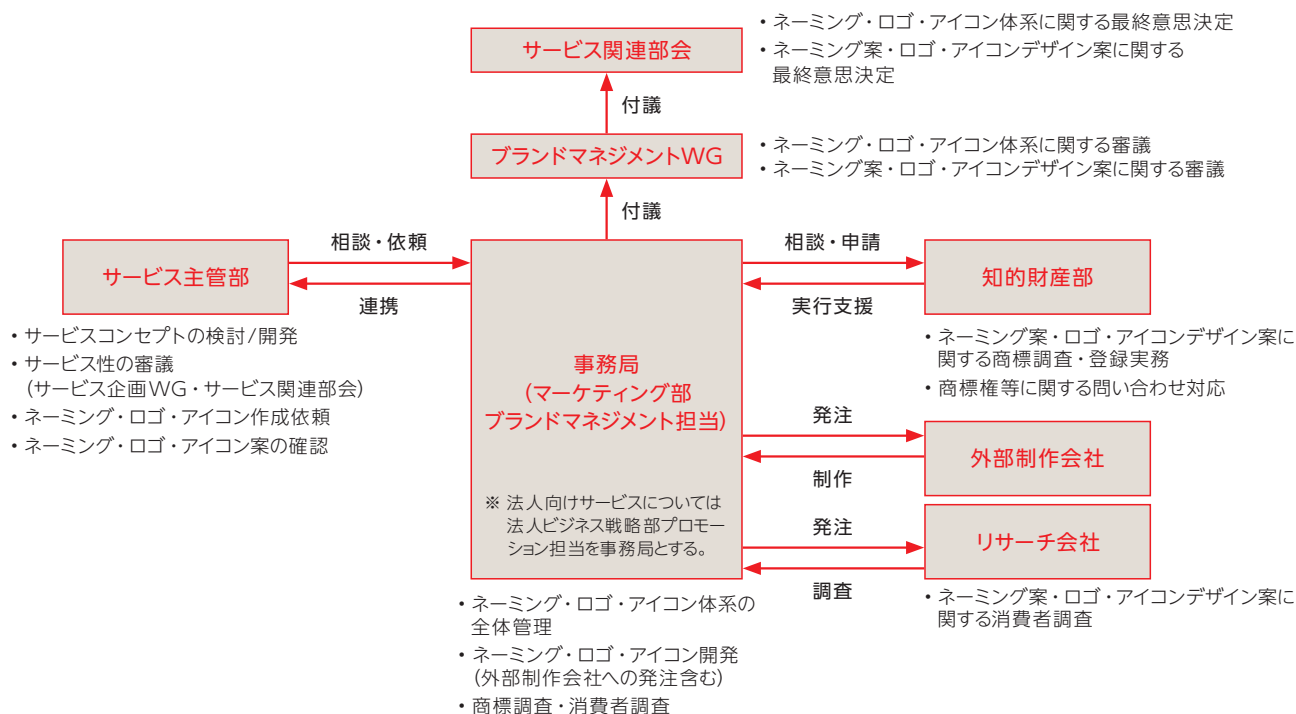 サービス関連部会
・ネーミング・ロゴ・アイコン体系に関する最終意思決定
・ネーミング案・ロゴ・アイコンデザイン案に関する
最終意思決定
付議
ブランドマネジメントWG
・ネーミング・ロゴ・アイコン体系に関する審議
・ネーミング案・ロゴ・アイコンデザイン案に関する審議
付議
サービス主管部
相談・依頼
連携
・サービスコンセプトの検討/開発
・サービス性の審議
(サービス企画WG・サービス関連部会)
・ネーミング・ロゴ・アイコン作成依頼
・ネーミング・ロゴ・アイコン案の確認
事務局
(マーケティング部
ブランドマネジメント担当)
※ 法人向けサービスについては
法人ビジネス戦略部プロモー
ション担当を事務局とする。
・ネーミング・ロゴ・アイコン体系の
全体管理
・ネーミング・ロゴ・アイコン開発
(外部制作会社への発注含む)
・商標調査・消費者調査
相談・申請
実行支援
知的財産部
・ネーミング案・ロゴ・アイコンデザイン案に
関する商標調査・登録実務
・商標権等に関する問い合わせ対応
発注
制作
外部制作会社
発注
調査
リサーチ会社
・ネーミング案・ロゴ・アイコンデザイン案に
関する消費者調査